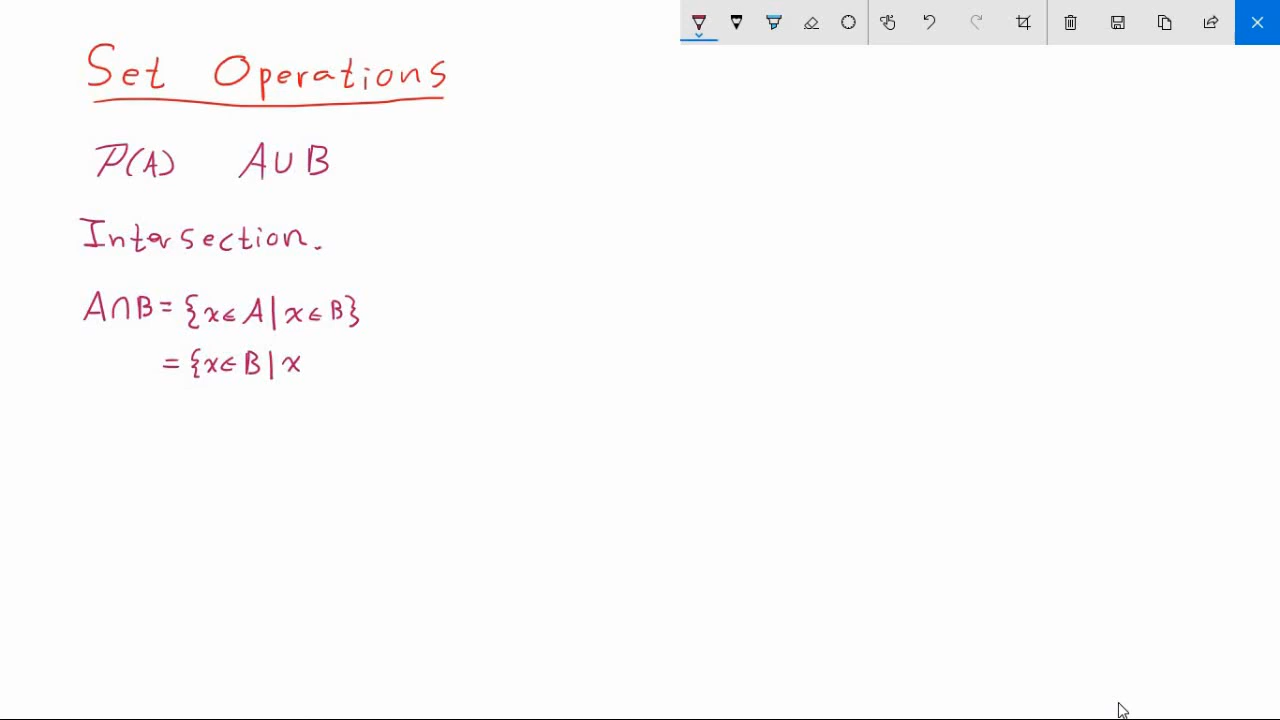 Set Operations
P(A) A∪B
Intersection.
A∩B = {x∈A|x∈B}
= {x∈B|x